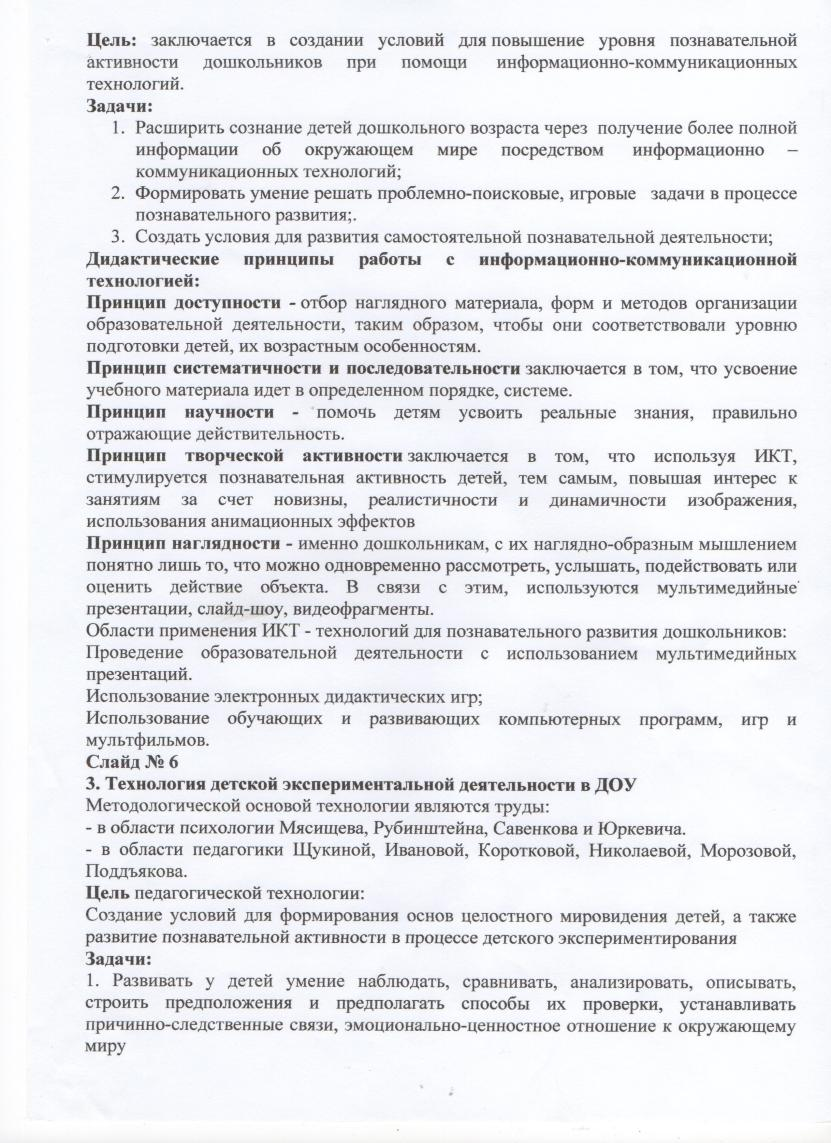 Цель: заключается в создании условий для повышение уровня познавательной
активности дошкольников при помощи информационно-коммуникационных
технологий.
Задачи:
1. Расширить сознание детей дошкольного возраста через получение более полной
информации об окружающем мире посредством информационно –
коммуникационных технологий;
2. Формировать умение решать проблемно-поисковые, игровые задачи в процессе
познавательного развития;.
3. Создать условия для развития самостоятельной познавательной деятельности;
Дидактические принципы работы с информационно-коммуникационной
технологией:
Принцип доступности - отбор наглядного материала, форм и методов организации
образовательной деятельности, таким образом, чтобы они соответствовали уровню
подготовки детей, их возрастным особенностям.
Принцип систематичности и последовательности заключается в том, что усвоение
учебного материала идет в определенном порядке, системе.
Принцип научности - помочь детям усвоить реальные знания, правильно
отражающие действительность.
Принцип творческой активности заключается в том, что используя ИКТ,
стимулируется познавательная активность детей, тем самым, повышая интерес к
занятиям за счет новизны, реалистичности и динамичности изображения,
использования анимационных эффектов
Принцип наглядности - именно дошкольникам, с их наглядно-образным мышлением
понятно лишь то, что можно одновременно рассмотреть, услышать, подействовать или
оценить действие объекта. В связи с этим, используются мультимедийные
презентации, слайд-шоу, видеофрагменты.
Области применения ИКТ - технологий для познавательного развития дошкольников:
Проведение образовательной деятельности с использованием мультимедийных
презентаций.
Использование электронных дидактических игр;
Использование обучающих и развивающих компьютерных программ, игр и
мультфильмов.
Слайд № 6
3. Технология детской экспериментальной деятельности в ДОУ
Методологической основой технологии являются труды:
- в области психологии Мясищева, Рубинштейна, Савенкова и Юркевича.
- в области педагогики Щукиной, Ивановой, Коротковой, Николаевой, Морозовой,
Поддъякова.
Цель педагогической технологии:
Создание условий для формирования основ целостного мировидения детей, а также
развитие познавательной активности в процессе детского экспериментирования
Задачи:
1. Развивать у детей умение наблюдать, сравнивать, анализировать, описывать,
строить предположения и предполагать способы их проверки, устанавливать
причинно-следственные связи, эмоционально-ценностное отношение к окружающему
миру